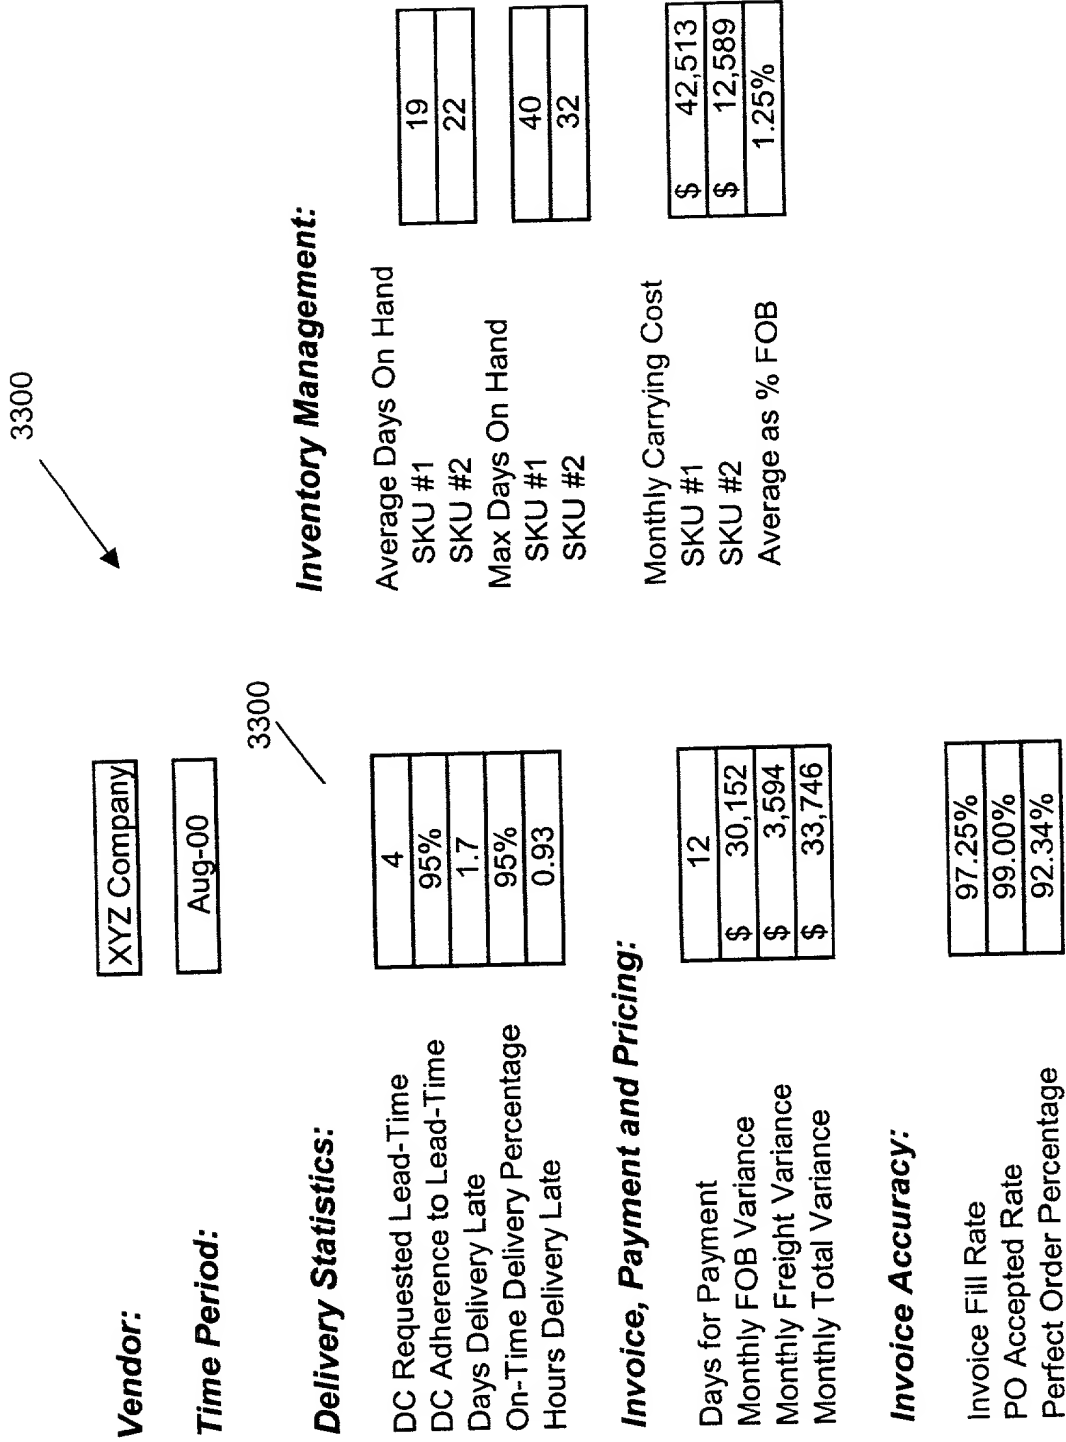 3300
Vendor: XYZ Company
Time Period: Aug-00
3300
Delivery Statistics:
DC Requested Lead-Time 4
DC Adherence to Lead-Time 95%
Days Delivery Late 1.7
On-Time Delivery Percentage 95%
Hours Delivery Late 0.93
Invoice, Payment and Pricing:
Days for Payment 12
Monthly FOB Variance $ 30,152
Monthly Freight Variance $ 3,594
Monthly Total Variance $ 33,746
Invoice Accuracy:
Invoice Fill Rate 97.25%
PO Accepted Rate 99.00%
Perfect Order Percentage 92.34%
Inventory Management:
Average Days On Hand
SKU #1 19
SKU #2 22
Max Days On Hand
SKU #1 40
SKU #2 32
Monthly Carrying Cost
SKU #1 $ 42,513
SKU #2 $ 12,589
Average as % FOB 1.25%